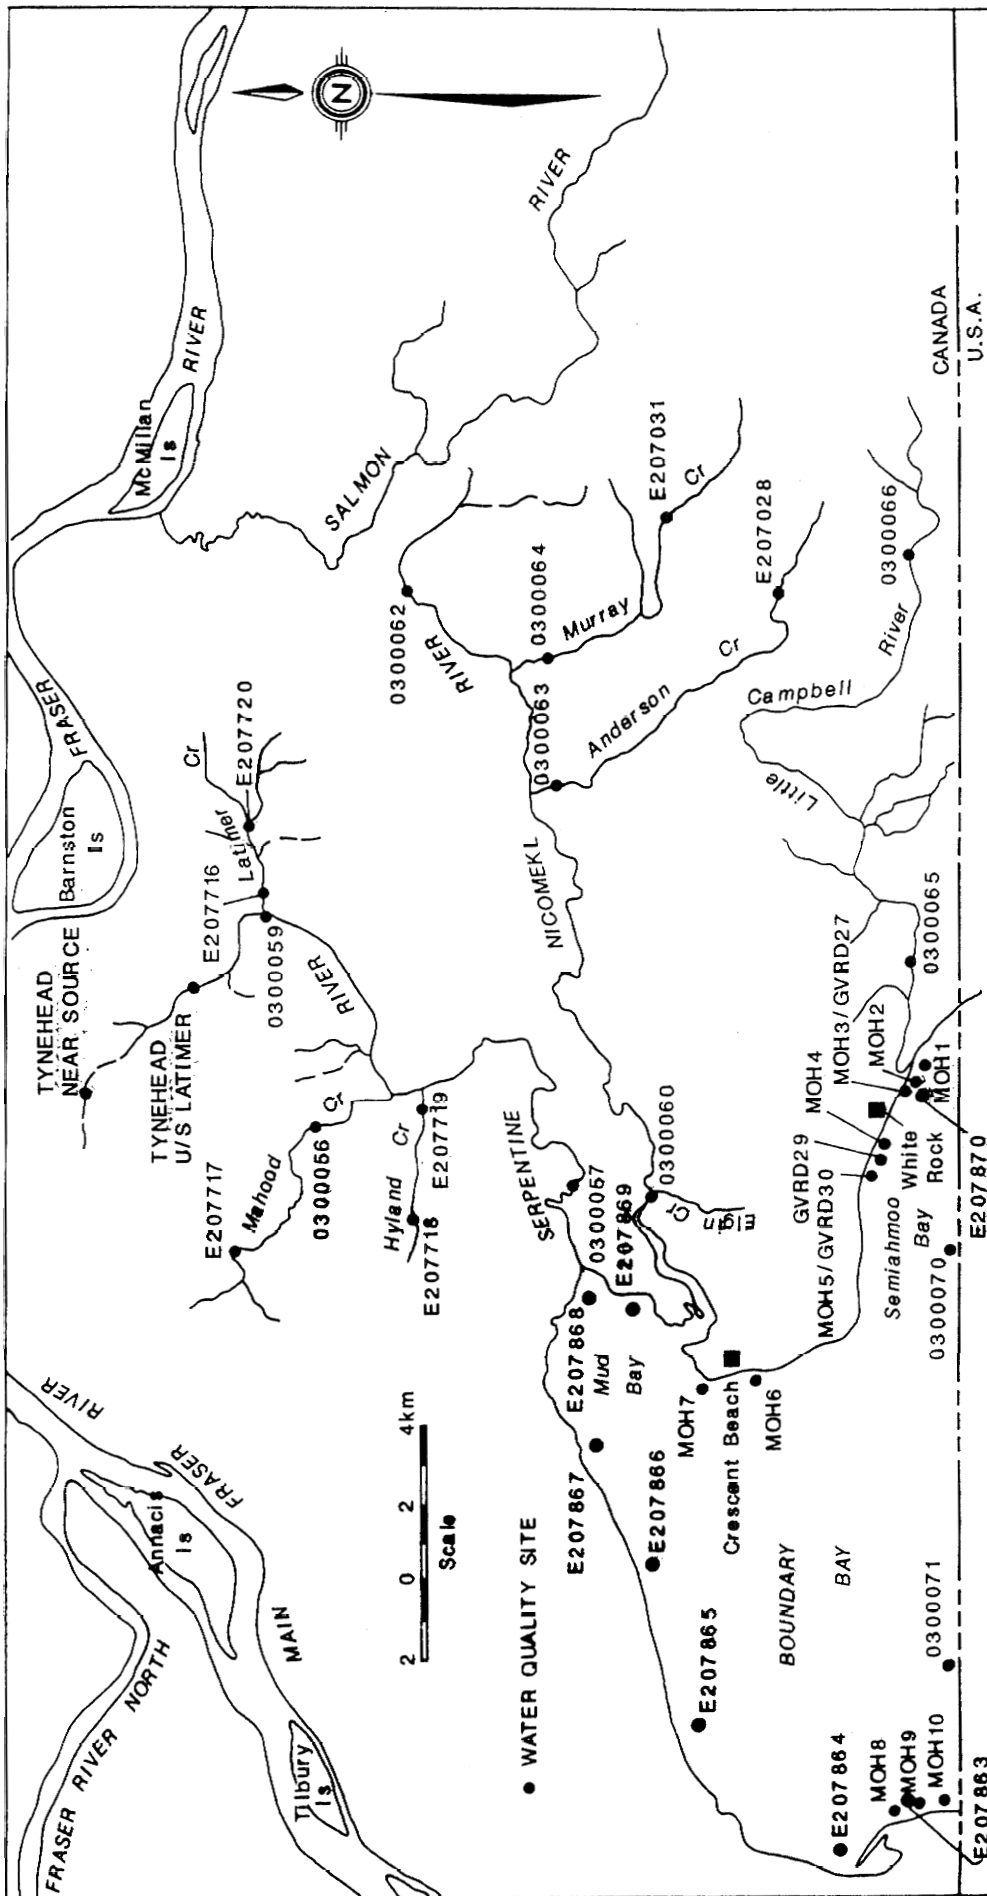 FRASER RIVER NORTH
Annacis
Is
RIVER
FRASER
MAIN
Tilbury
Is
TYNEHEAD
NEAR SOURCE
Barnston
Is
FRASER
McMillan
Is
RIVER
N
TYNEHEAD
U/S LATIMER
E207716
Latimer
Cr
E207720
0300059
RIVER
E207717
Mahood
Cr
0300056
Hyland
Cr
E207718
E207719
SALMON
RIVER
0300062
RIVER
0300064
Murray
Cr
E207031
0300063
Anderson
Cr
E207028
NICOMEKL
SERPENTINE
0300057
E207869
0300060
Elgin
Cr
E207868
Mud
Bay
E207867
E207866
E207865
2 0 2 4km
Scale
WATER QUALITY SITE
MOH7
Crescent Beach
MOH6
BOUNDARY
BAY
E207864
MOH8
MOH9
MOH10
E207863
0300071
Little
Campbell
River
0300066
0300065
MOH3/GVRD27
MOH4
MOH2
MOH1
GVRD29
MOH5/GVRD30
White
Rock
Semiahmoo
Bay
0300070
E207870
CANADA
U.S.A.